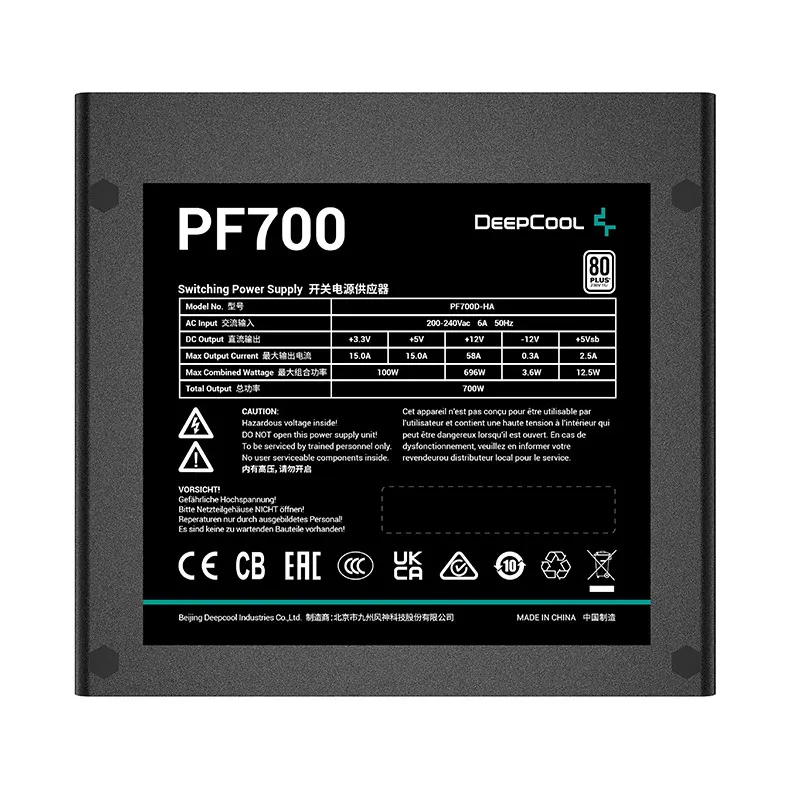 PF700
DEEPCOOL
80
PLUS
230V EU
Switching Power Supply 开关电源供应器
Model No. 型号 PF700D-HA
AC Input 交流输入 200-240Vac 6A 50Hz
DC Output 直流输出 +3.3V +5V +12V -12V +5Vsb
Max Output Current 最大输出电流 15.0A 15.0A 58A 0.3A 2.5A
Max Combined Wattage 最大组合功率 100W 696W 3.6W 12.5W
Total Output 总功率 700W
CAUTION:
Hazardous voltage inside!
DO NOT open this power supply unit!
To be serviced by trained personnel only.
No user serviceable components inside.
内有高压, 请勿开启
Cet appareil n'est pas conçu pour être utilisable par
l'utilisateur et contient une haute tension à l'intérieur qui
peut être dangereux lorsqu'il est ouvert. En cas de
dysfonctionnement, veuillez en informer votre
revendeurou distributeur local pour le service.
VORSICHT!
Gefährliche Hochspannung!
Bitte Netzteilgehäuse NICHT öffnen!
Reperaturen nur durch ausgebildetes Personal!
Es sind keine zu wartenden Bauteile vorhanden!
CE CB EAC CCC UK CA 10
Beijing Deepcool Industries Co.,Ltd. 制造商:北京市九州风神科技股份有限公司
MADE IN CHINA 中国制造